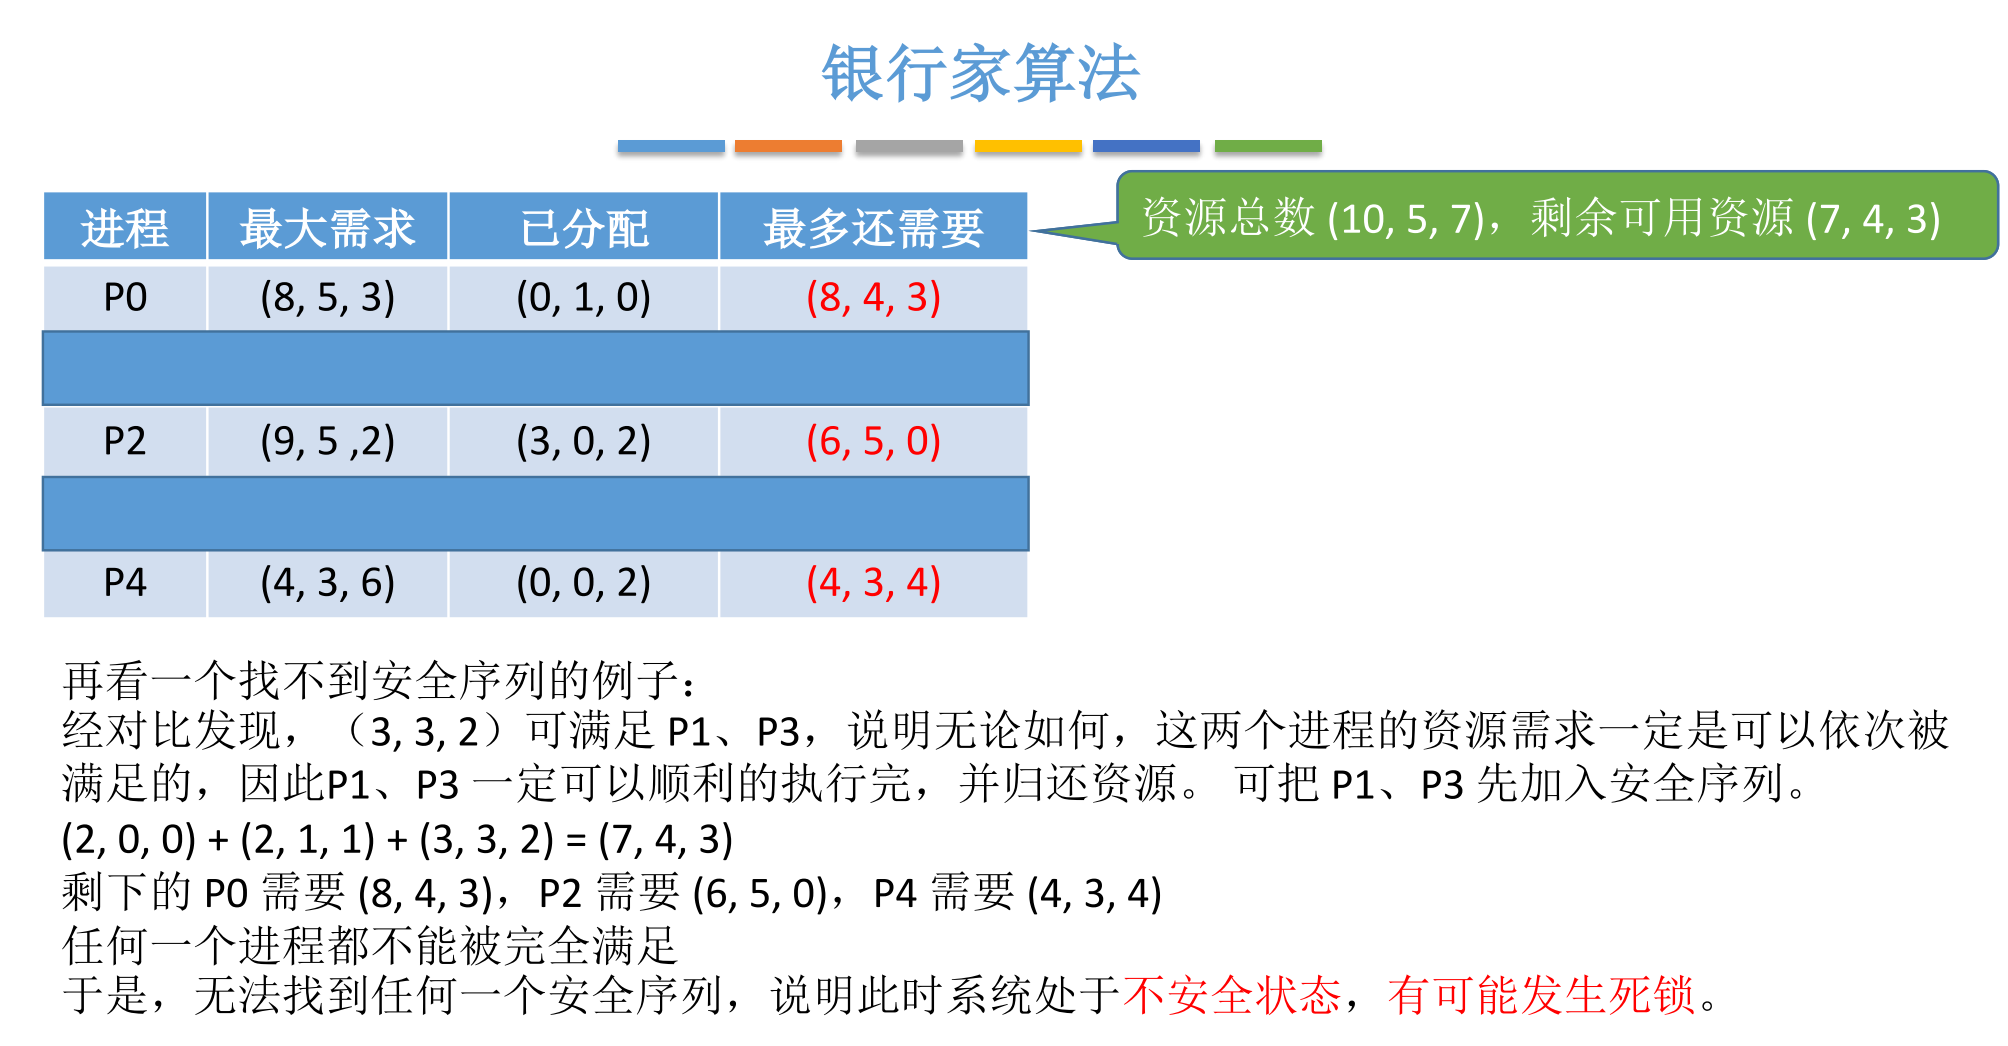 银行家算法
资源总数 (10, 5, 7)，剩余可用资源 (7, 4, 3)
进程 最大需求 已分配 最多还需要
P0 (8, 5, 3) (0, 1, 0) (8, 4, 3)
P2 (9, 5 ,2) (3, 0, 2) (6, 5, 0)
P4 (4, 3, 6) (0, 0, 2) (4, 3, 4)
再看一个找不到安全序列的例子：
经对比发现，（3, 3, 2）可满足 P1、P3，说明无论如何，这两个进程的资源需求一定是可以依次被
满足的，因此P1、P3 一定可以顺利的执行完，并归还资源。 可把 P1、P3 先加入安全序列。
(2, 0, 0) + (2, 1, 1) + (3, 3, 2) = (7, 4, 3)
剩下的 P0 需要 (8, 4, 3)，P2 需要 (6, 5, 0)，P4 需要 (4, 3, 4)
任何一个进程都不能被完全满足
于是，无法找到任何一个安全序列，说明此时系统处于不安全状态，有可能发生死锁。